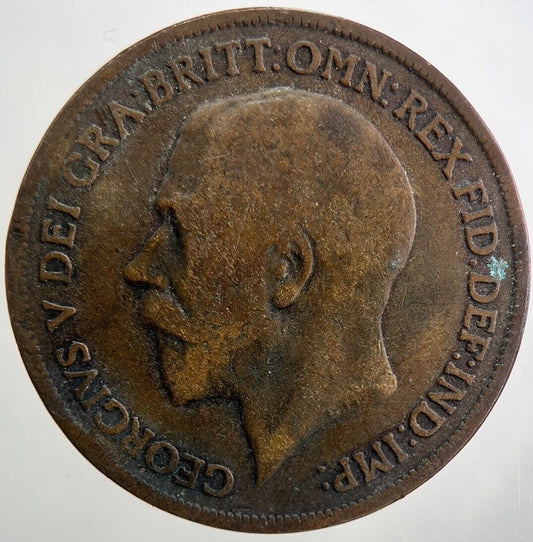 GEORGIVS V DEI GRA: BRITT: OMN: REX FID: DEF: IND: IMP: